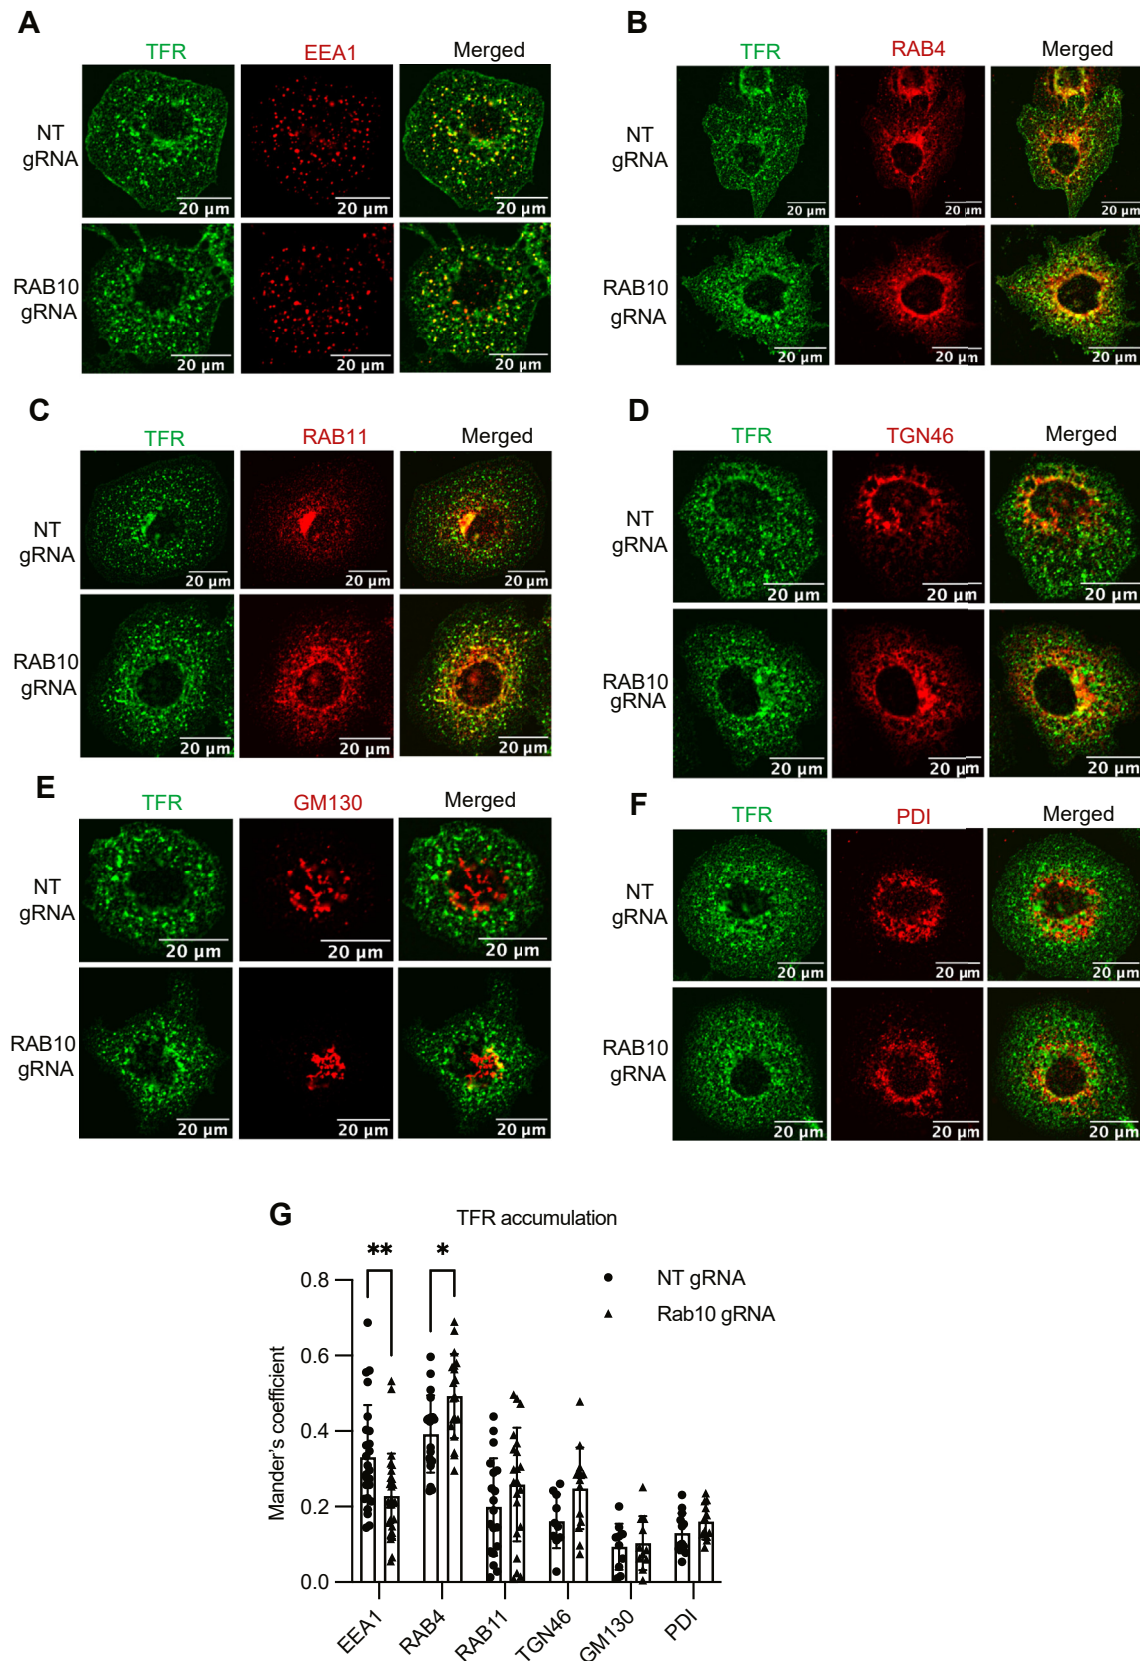 A
TFR EEA1 Merged
NT
gRNA
20 µm 20 µm 20 µm
RAB10
gRNA
20 µm 20 µm 20 µm
B
TFR RAB4 Merged
NT
gRNA
20 µm 20 µm 20 µm
RAB10
gRNA
20 µm 20 µm 20 µm
C
TFR RAB11 Merged
NT
gRNA
20 µm 20 µm 20 µm
RAB10
gRNA
20 µm 20 µm 20 µm
D
TFR TGN46 Merged
NT
gRNA
20 µm 20 µm 20 µm
RAB10
gRNA
20 µm 20 µm 20 µm
E
TFR GM130 Merged
NT
gRNA
20 µm 20 µm 20 µm
RAB10
gRNA
20 µm 20 µm 20 µm
F
TFR PDI Merged
NT
gRNA
20 µm 20 µm 20 µm
RAB10
gRNA
20 µm 20 µm 20 µm
G
TFR accumulation
** *
NT gRNA
Rab10 gRNA
Mander's coefficient
0.8
0.6
0.4
0.2
0.0
EEA1 RAB4 RAB11 TGN46 GM130 PDI